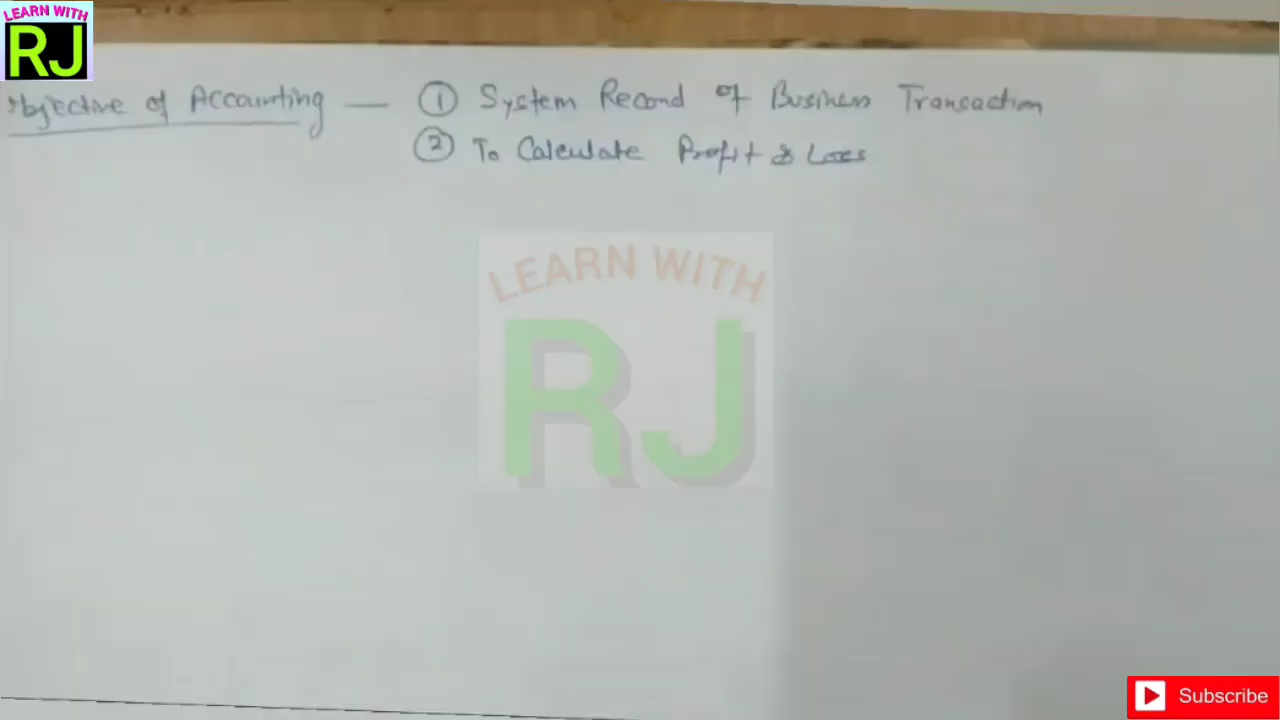 LEARN WITH
RJ
Objective of Accounting — ① System Record of Business Transaction
② To Calculate Profit & Loss
LEARN WITH
RJ
Subscribe